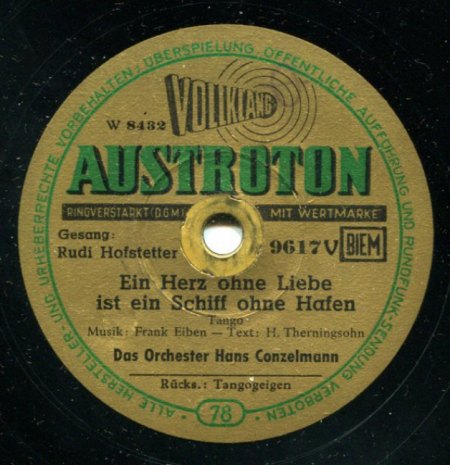 ALLE HERSTELLER- UND URHEBERRECHTE VORBEHALTEN, ÜBERSPIELUNG, ÖFFENTLICHE AUFFÜHRUNG UND RUNDFUNK-SENDUNG VERBOTEN
VOLLKLANG
W 8432
AUSTROTON
RINGVERSTÄRKT (D.G.M.) MIT WERTMARKE
Gesang:
Rudi Hofstetter
9617V BIEM
Ein Herz ohne Liebe
ist ein Schiff ohne Hafen
Tango
Musik: Frank Eiben — Text: H. Therningsohn
Das Orchester Hans Conzelmann
Rücks.: Tangogeigen
78